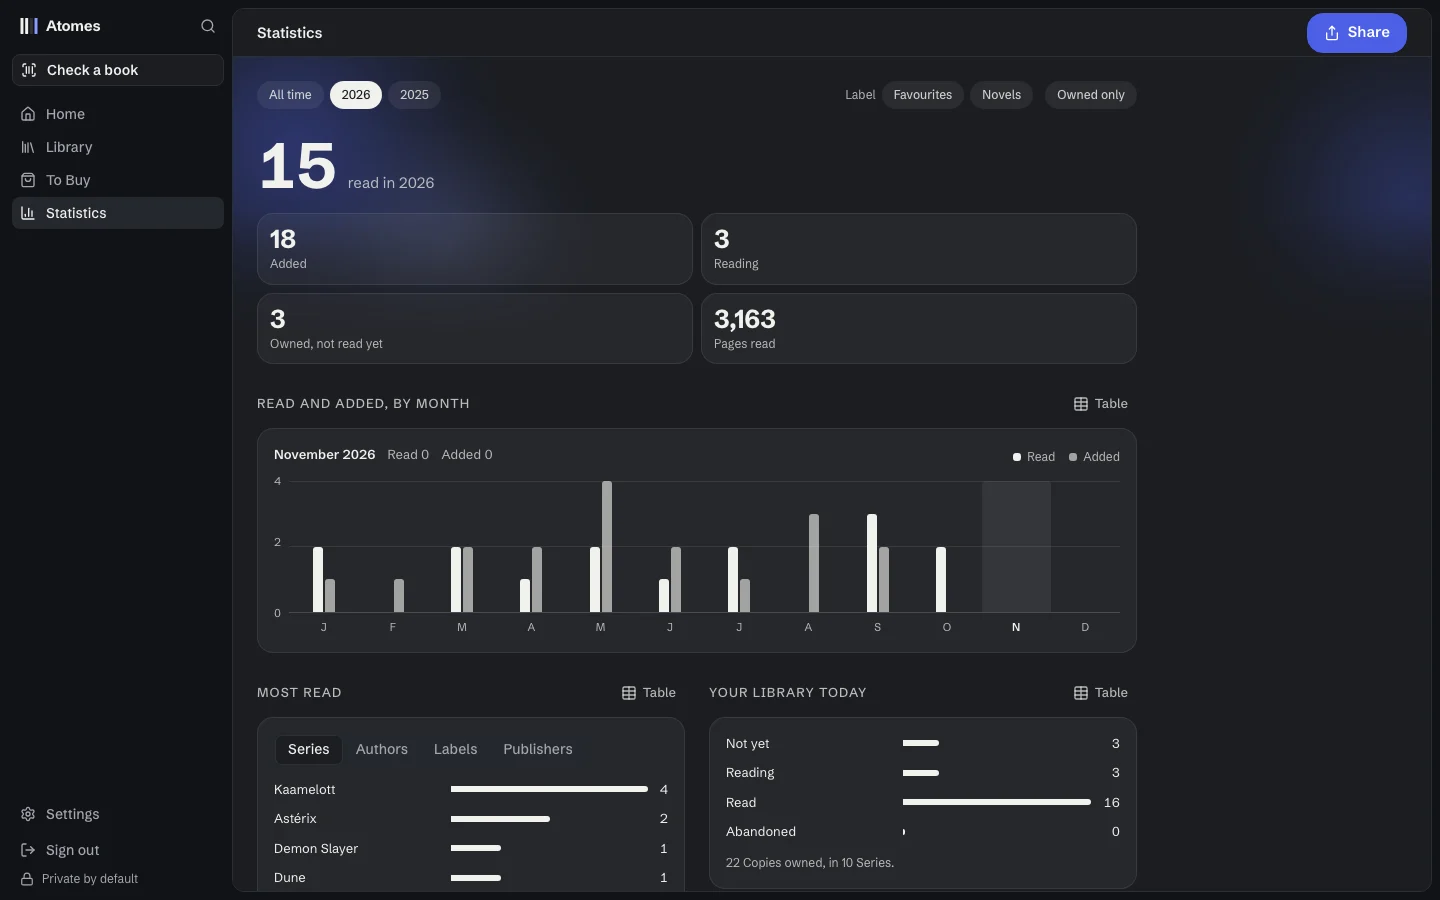 Atomes
Check a book
Home
Library
To Buy
Statistics
Settings
Sign out
Private by default
Statistics
Share
All time 2026 2025
Label Favourites Novels Owned only
15 read in 2026
18
Added
3
Reading
3
Owned, not read yet
3,163
Pages read
READ AND ADDED, BY MONTH
Table
November 2026 Read 0 Added 0
Read Added
4
2
0
J F M A M J J A S O N D
MOST READ
Table
Series Authors Labels Publishers
Kaamelott 4
Astérix 2
Demon Slayer 1
Dune 1
YOUR LIBRARY TODAY
Table
Not yet 3
Reading 3
Read 16
Abandoned 0
22 Copies owned, in 10 Series.